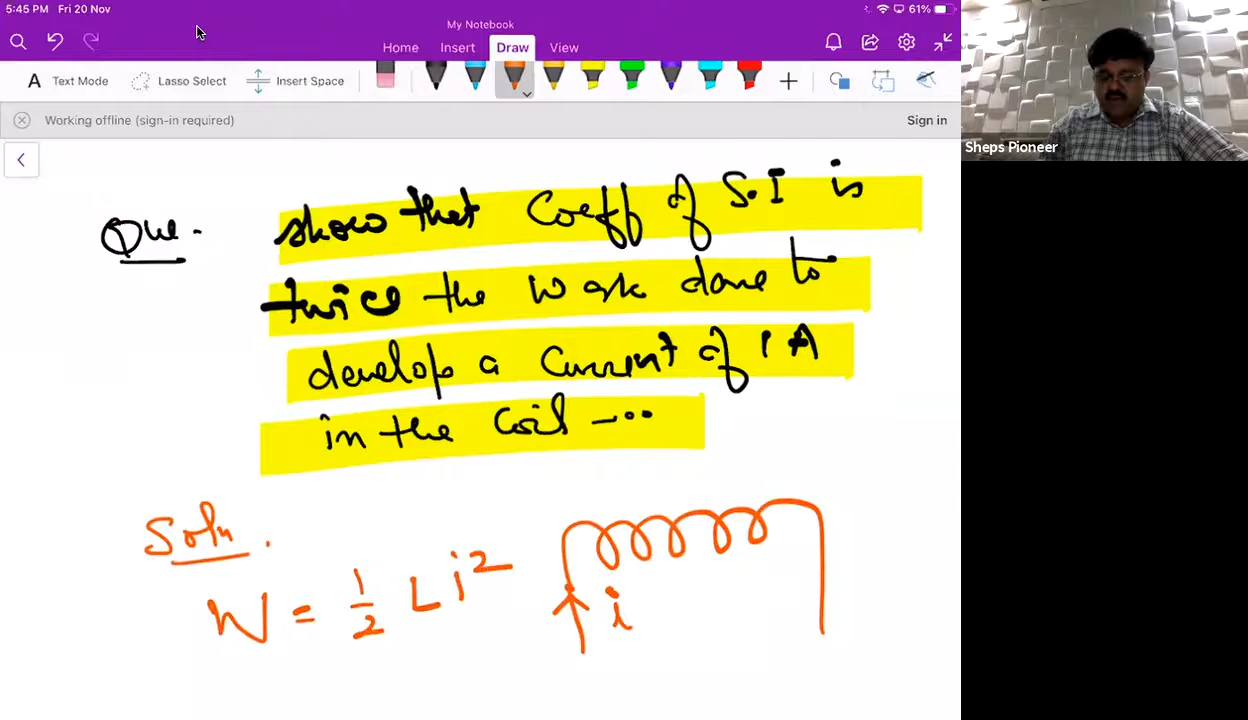 5:45 PM Fri 20 Nov
61%
My Notebook
Home Insert Draw View
A Text Mode Lasso Select Insert Space
Working offline (sign-in required)
Sign in
Sheps Pioneer
Que. show that Coeff of S.I is
twice the Work done to
develop a Current of 1 A
in the Coil ...
Soln.
W = 1/2 Li²
i